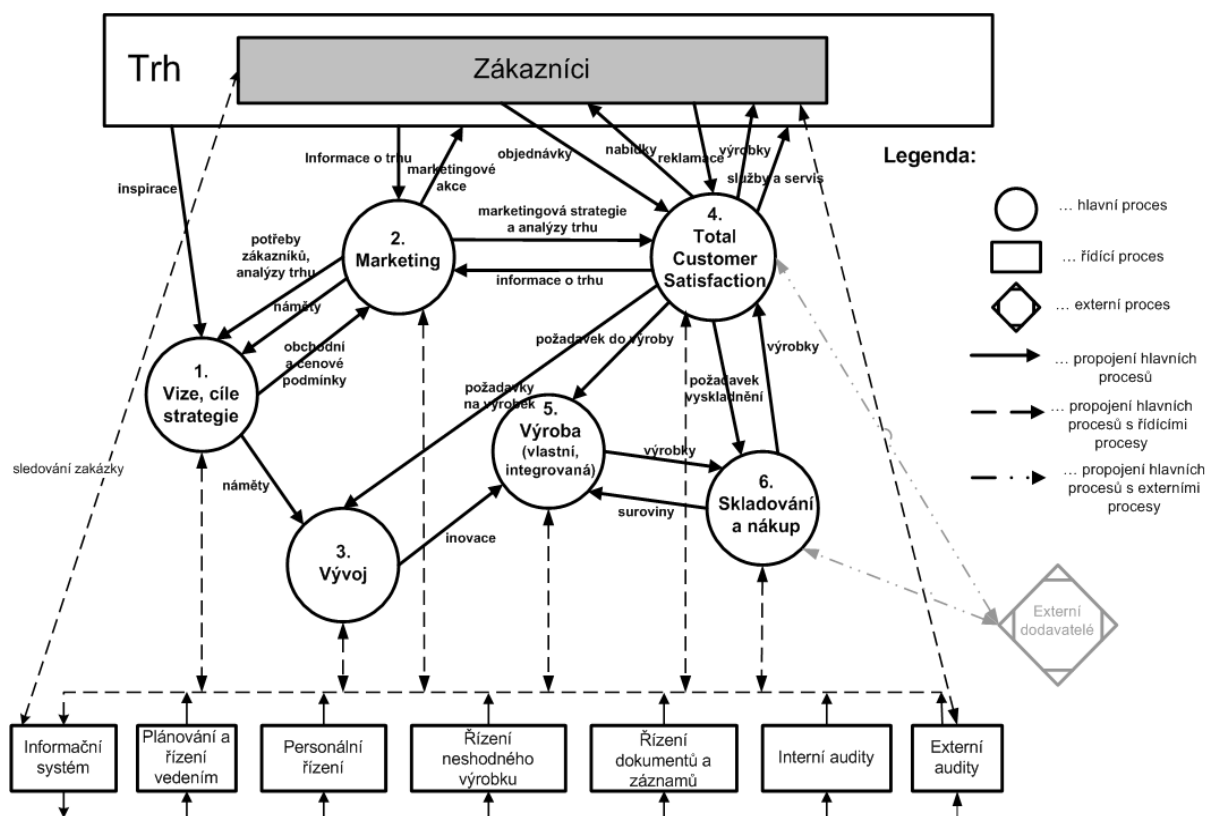 Trh
Zákazníci
inspirace
Informace o trhu
marketingové
akce
objednávky
nabídky
reklamace
výrobky
služby a servis
Legenda:
... hlavní proces
... řídící proces
... externí proces
... propojení hlavních
procesů
... propojení hlavních
procesů s řídícími
procesy
... propojení hlavních
procesů s externími
procesy
potřeby
zákazníků,
analýzy trhu
2.
Marketing
marketingová strategie
a analýzy trhu
informace o trhu
4.
Total
Customer
Satisfaction
náměty
obchodní
a cenové
podmínky
1.
Vize, cíle
strategie
požadavek do výroby
požadavky
na výrobek
požadavek
vyskladnění
výrobky
5.
Výroba
(vlastní,
integrovaná)
výrobky
suroviny
6.
Skladování
a nákup
sledování zakázky
náměty
3.
Vývoj
inovace
Externí
dodavatelé
Informační
systém
Plánování a
řízení
vedením
Personální
řízení
Řízení
neshodného
výrobku
Řízení
dokumentů a
záznamů
Interní audity
Externí
audity